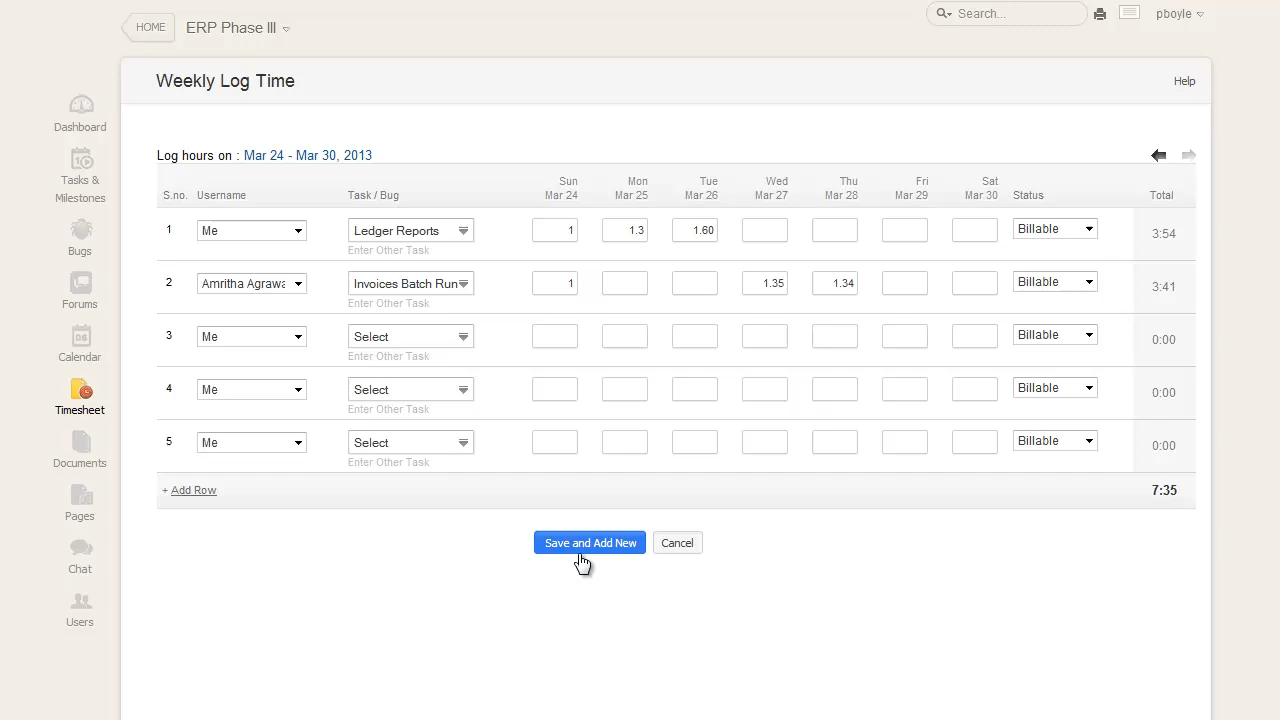 HOME ERP Phase III Search... pboyle
Weekly Log Time Help
Dashboard
Tasks &
Milestones
Bugs
Forums
Calendar
Timesheet
Documents
Pages
Chat
Users
Log hours on : Mar 24 - Mar 30, 2013
Sun Mon Tue Wed Thu Fri Sat
S.no. Username Task / Bug Mar 24 Mar 25 Mar 26 Mar 27 Mar 28 Mar 29 Mar 30 Status Total
1 Me Ledger Reports 1 1.3 1.60 Billable 3:54
Enter Other Task
2 Amritha Agrawa Invoices Batch Run 1 1.35 1.34 Billable 3:41
Enter Other Task
3 Me Select Billable 0:00
Enter Other Task
4 Me Select Billable 0:00
Enter Other Task
5 Me Select Billable 0:00
Enter Other Task
+ Add Row 7:35
Save and Add New Cancel